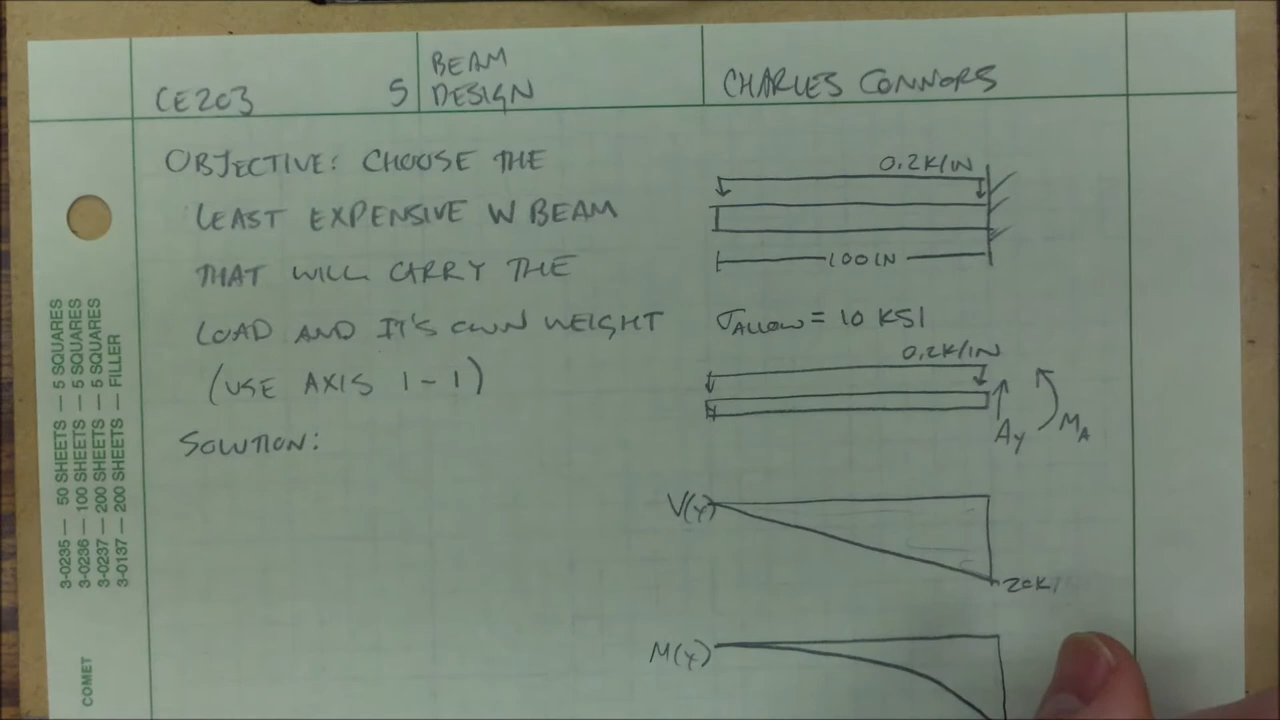 CE203
5
BEAM
DESIGN
CHARLES CONNORS
OBJECTIVE: CHOOSE THE
LEAST EXPENSIVE W BEAM
THAT WILL CARRY THE
LOAD AND IT'S OWN WEIGHT
(USE AXIS 1-1)
SOLUTION:
0.2K/IN
100IN
σALLOW = 10 KSI
0.2K/IN
Ay
MA
V(x)
-20K
M(x)
3-0235 — 50 SHEETS — 5 SQUARES
3-0236 — 100 SHEETS — 5 SQUARES
3-0237 — 200 SHEETS — 5 SQUARES
3-0137 — 200 SHEETS — FILLER
COMET